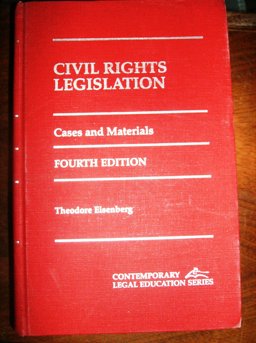 CIVIL RIGHTS
LEGISLATION
Cases and Materials
FOURTH EDITION
Theodore Eisenberg
CONTEMPORARY
LEGAL EDUCATION SERIES